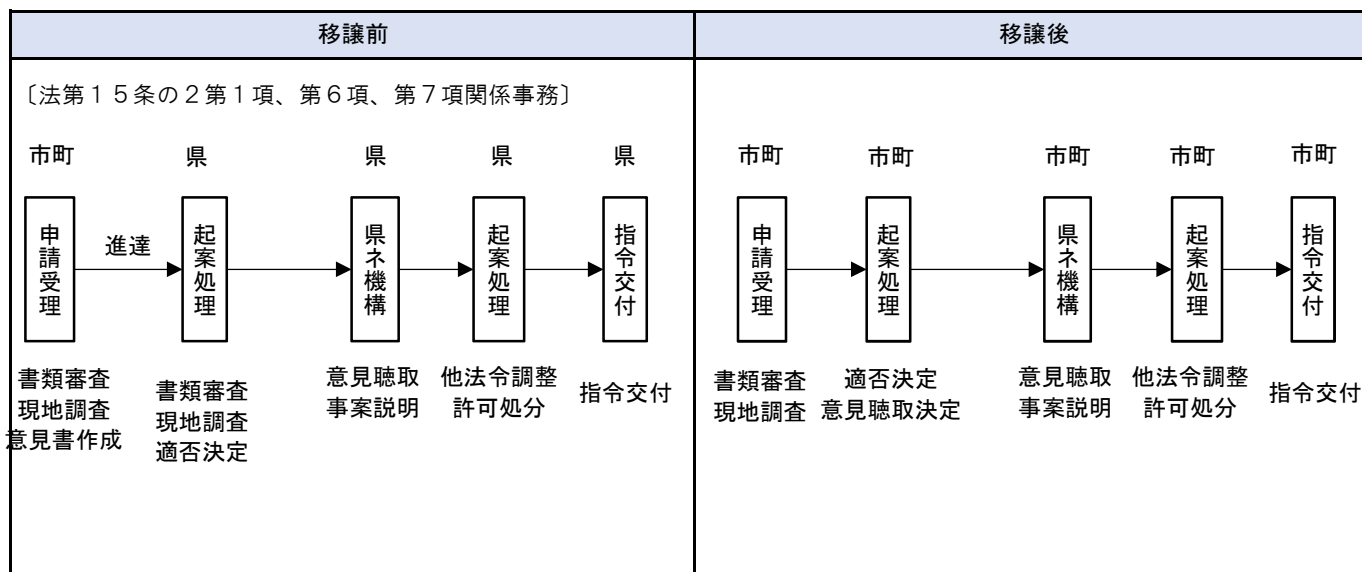 移譲前
移譲後
〔法第１５条の２第１項、第６項、第７項関係事務〕
市町
県
県
県
県
申請受理
進達
起案処理
県ネ機構
起案処理
指令交付
書類審査
現地調査
意見書作成
書類審査
現地調査
適否決定
意見聴取
事案説明
他法令調整
許可処分
指令交付
市町
市町
市町
市町
市町
申請受理
起案処理
県ネ機構
起案処理
指令交付
書類審査
現地調査
適否決定
意見聴取決定
意見聴取
事案説明
他法令調整
許可処分
指令交付